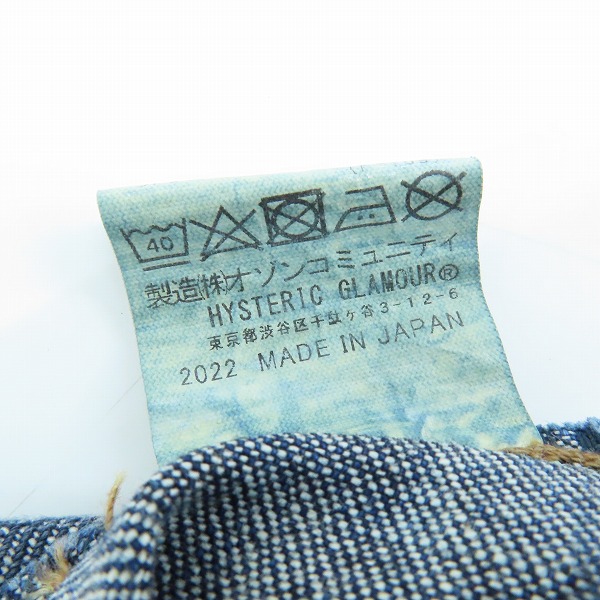 40
製造(株)オゾンコミュニティ
HYSTERIC GLAMOUR®
東京都渋谷区千駄ヶ谷3-12-6
2022 MADE IN JAPAN